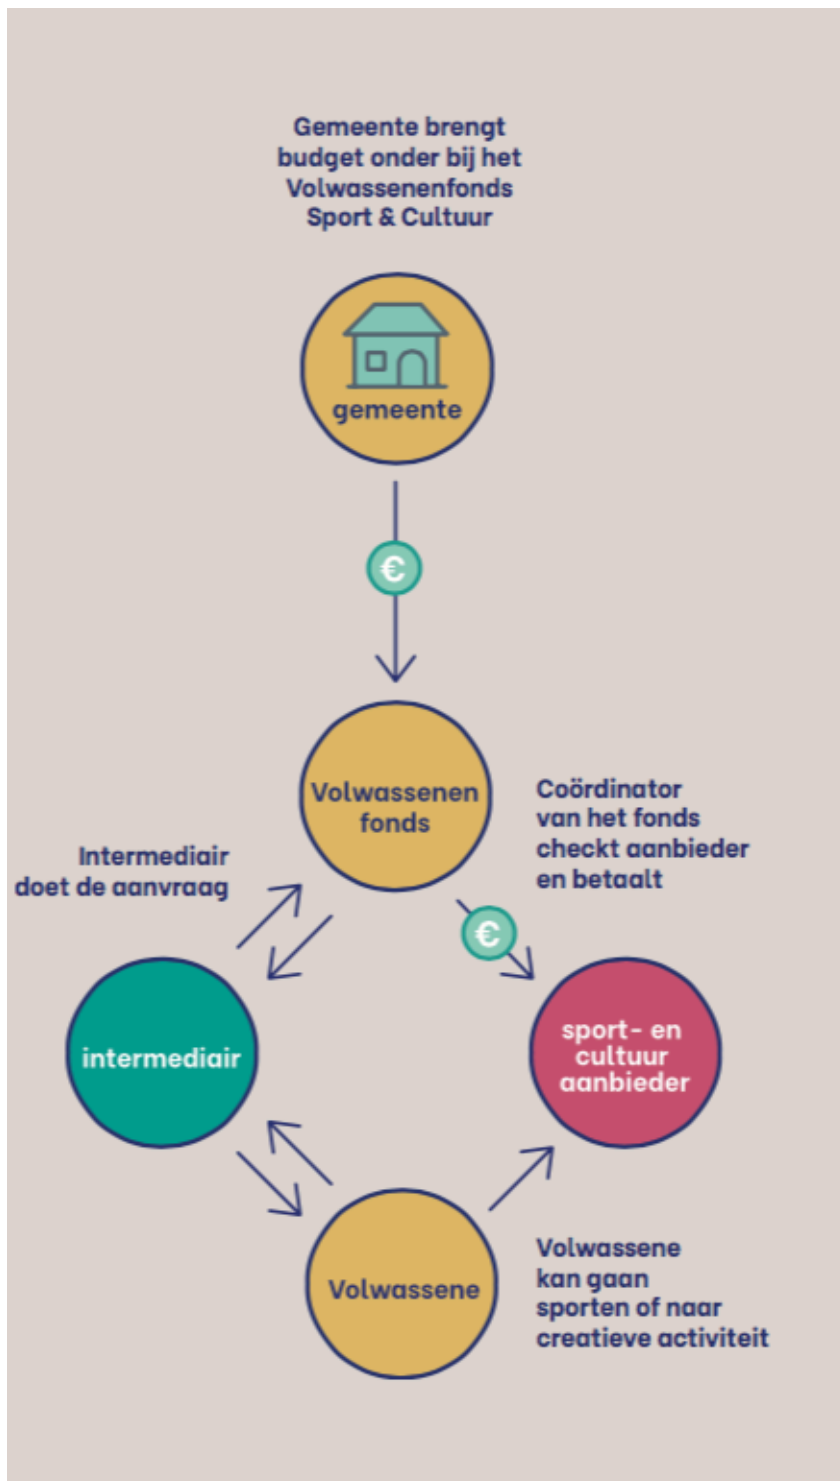 Gemeente brengt
budget onder bij het
Volwassenenfonds
Sport & Cultuur
gemeente
€
Volwassenen
fonds
Coördinator
van het fonds
checkt aanbieder
en betaalt
Intermediair
doet de aanvraag
€
intermediair
sport- en
cultuur
aanbieder
Volwassene
Volwassene
kan gaan
sporten of naar
creatieve activiteit